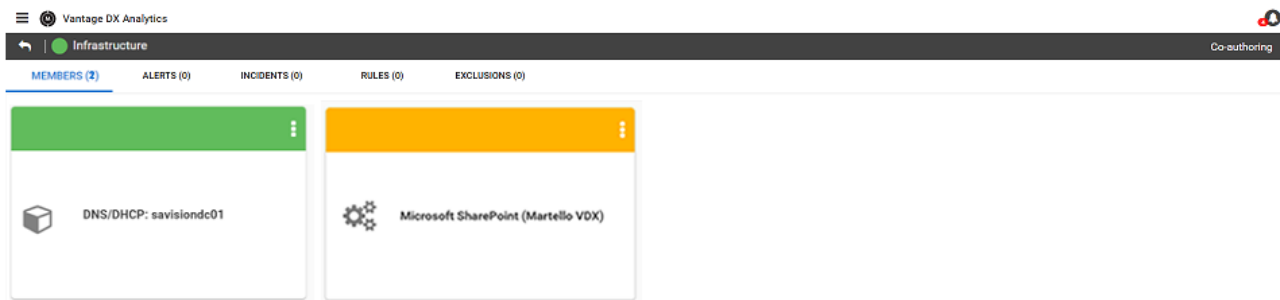 Vantage DX Analytics
Infrastructure
Co-authoring
MEMBERS (2) ALERTS (0) INCIDENTS (0) RULES (0) EXCLUSIONS (0)
DNS/DHCP: savisiondc01
Microsoft SharePoint (Martello VDX)